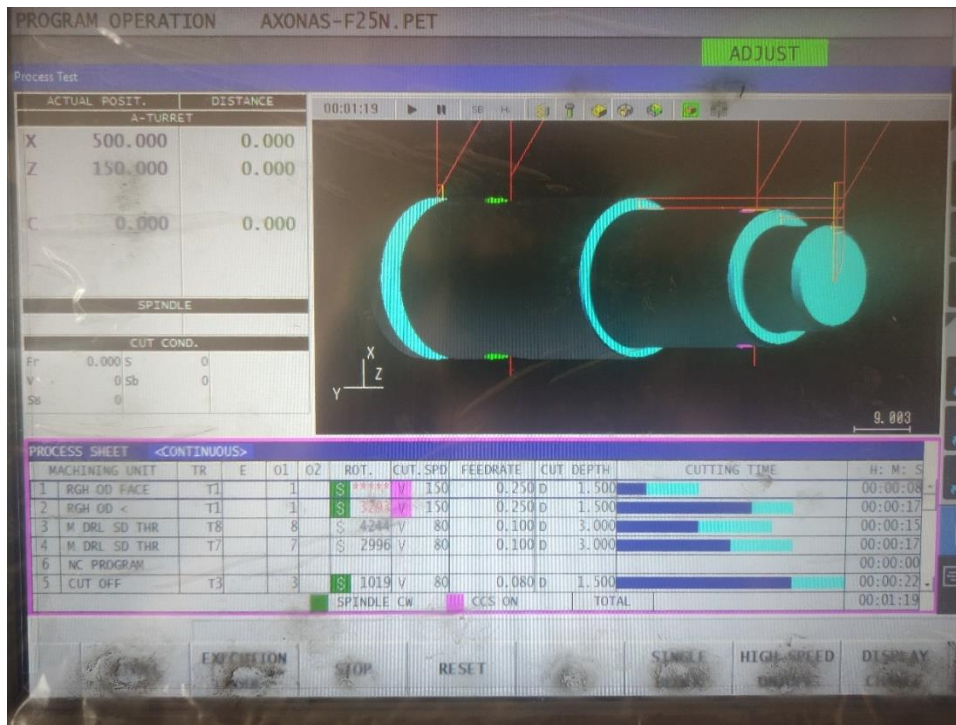 PROGRAM OPERATION AXONAS-F25N.PET
ADJUST
Process Test
ACTUAL POSIT. DISTANCE
A-TURRET
X 500.000 0.000
Z 150.000 0.000
C 0.000 0.000
SPINDLE
CUT COND.
Fr 0.000 S 0
V 0 Sb 0
0
00:01:19 SB
X
Z
Y
9.003
PROCESS SHEET <CONTINUOUS>
MACHINING UNIT TR E O1 O2 ROT. CUT.SPD FEEDRATE CUT DEPTH CUTTING TIME H: M: S
1 RGH OD FACE T1 1 S ***** V 150 0.250 D 1.500 00:00:08
2 RGH OD < T1 1 S V 150 0.250 D 1.500 00:00:17
3 M DRL SD THR T8 8 S 4244 V 80 0.100 D 3.000 00:00:15
4 M DRL SD THR T7 7 S 2996 V 80 0.100 D 3.000 00:00:17
6 NC PROGRAM 00:00:00
5 CUT OFF T3 3 S 1019 V 80 0.080 D 1.500 00:00:22
SPINDLE CW CCS ON TOTAL 00:01:19
EXECUTION
STOP
RESET
SINGLE
HIGH-SPEED
DISPLAY
CHANGE